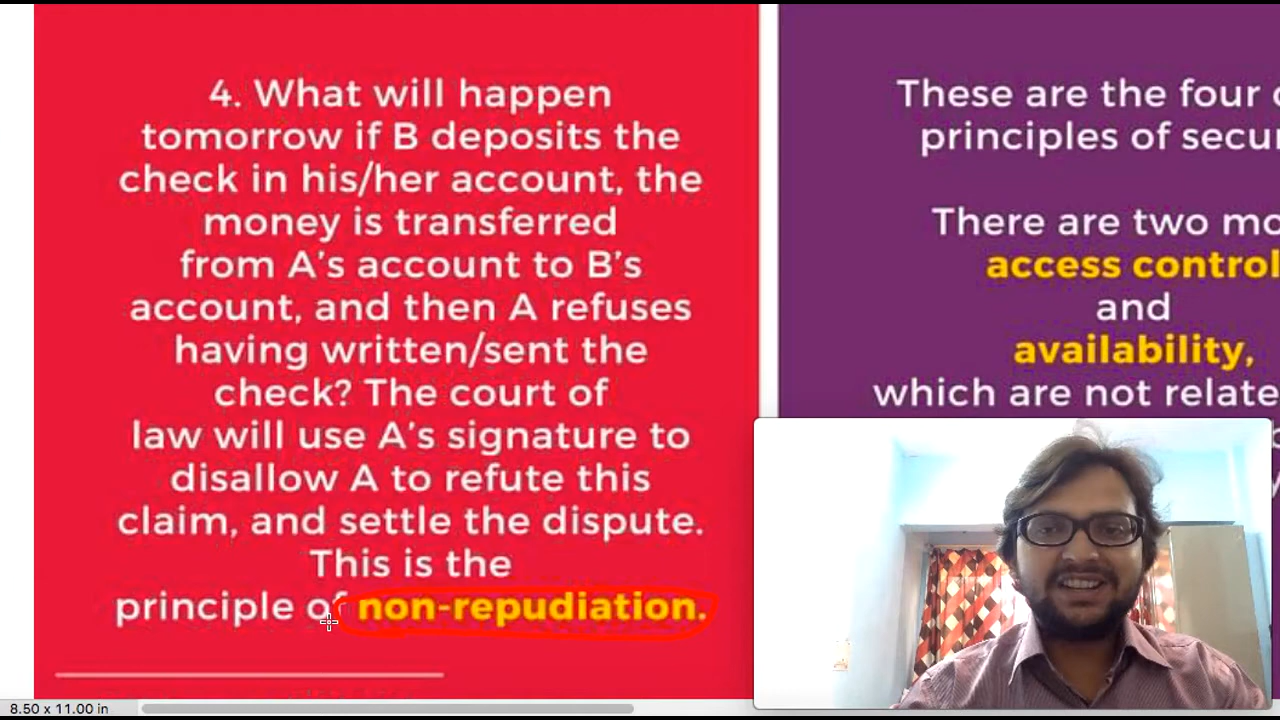 4. What will happen
tomorrow if B deposits the
check in his/her account, the
money is transferred
from A's account to B's
account, and then A refuses
having written/sent the
check? The court of
law will use A's signature to
disallow A to refute this
claim, and settle the dispute.
This is the
principle of non-repudiation.
These are the four
principles of
There are two
access control
and
availability,
which are not
8.50 x 11.00 in